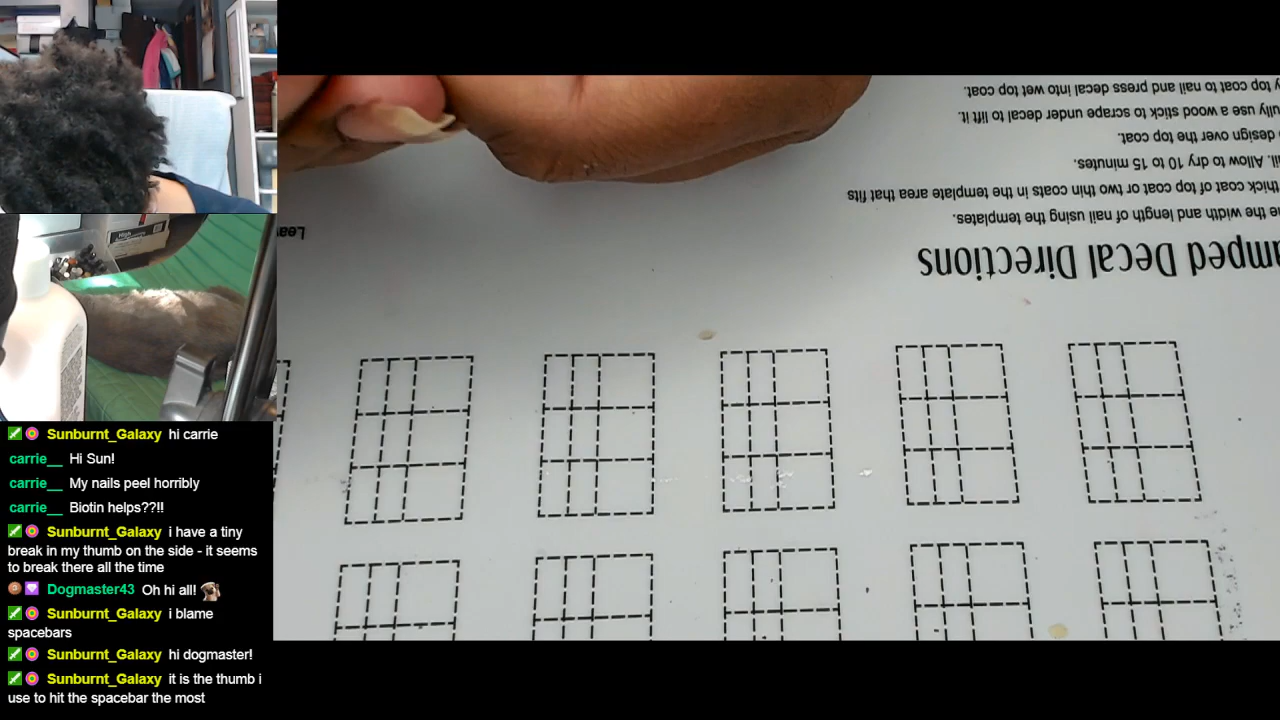 Sunburnt_Galaxy hi carrie
carrie__ Hi Sun!
carrie__ My nails peel horribly
carrie__ Biotin helps??!!
Sunburnt_Galaxy i have a tiny
break in my thumb on the side - it seems
to break there all the time
Dogmaster43 Oh hi all!
Sunburnt_Galaxy i blame
spacebars
Sunburnt_Galaxy hi dogmaster!
Sunburnt_Galaxy it is the thumb i
use to hit the spacebar the most
amped Decal Directions
e the width and length of nail using the templates.
thick coat of top coat or two thin coats in the template area that fits
il. Allow to dry 10 to 15 minutes.
design over the top coat.
ully use a wood stick to scrape under decal to lift it.
y top coat to nail and press decal into wet top coat.
Lea
High